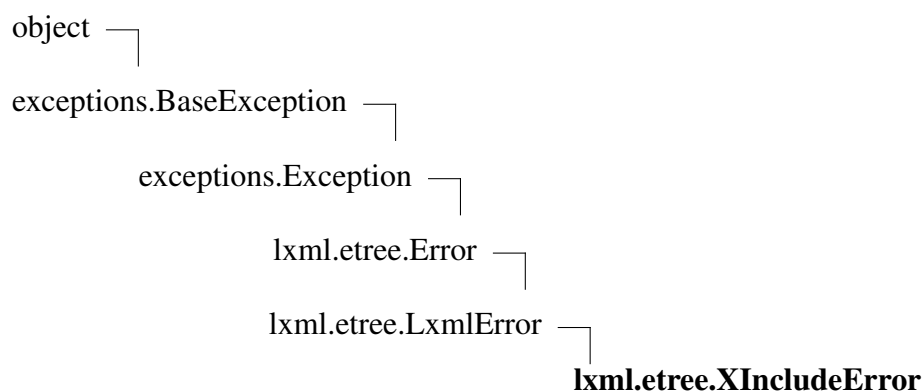 object
exceptions.BaseException
exceptions.Exception
lxml.etree.Error
lxml.etree.LxmlError
lxml.etree.XIncludeError